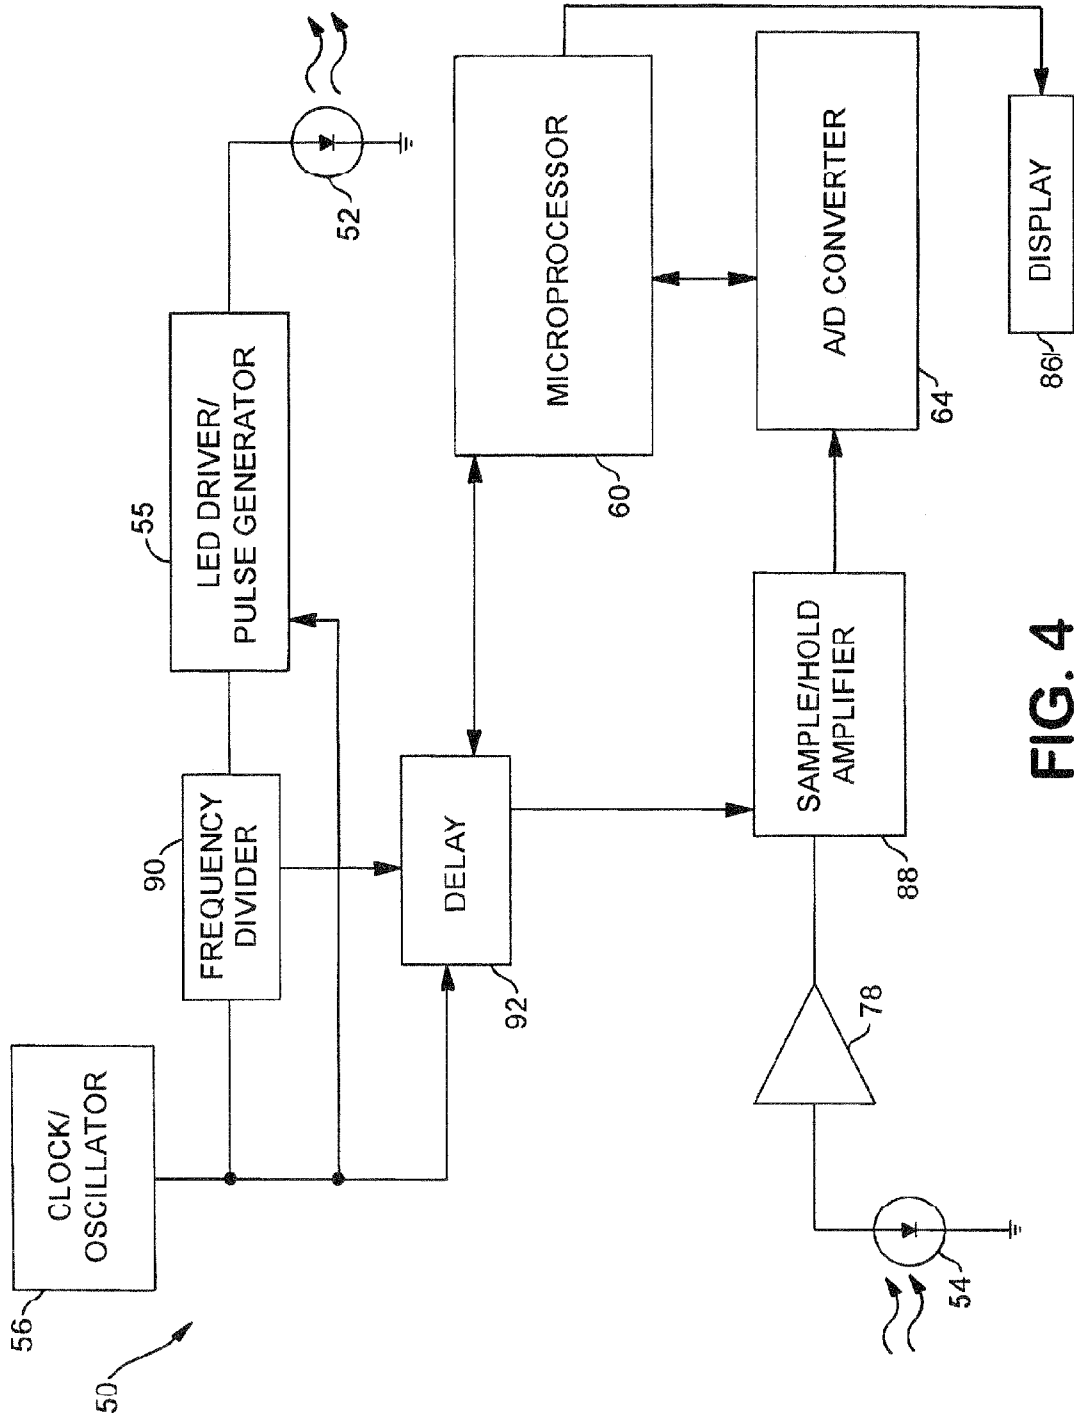 50
56
CLOCK/
OSCILLATOR
90
FREQUENCY
DIVIDER
55
LED DRIVER/
PULSE GENERATOR
52
92
DELAY
60
MICROPROCESSOR
54
78
88
SAMPLE/HOLD
AMPLIFIER
64
A/D CONVERTER
86
DISPLAY
FIG. 4